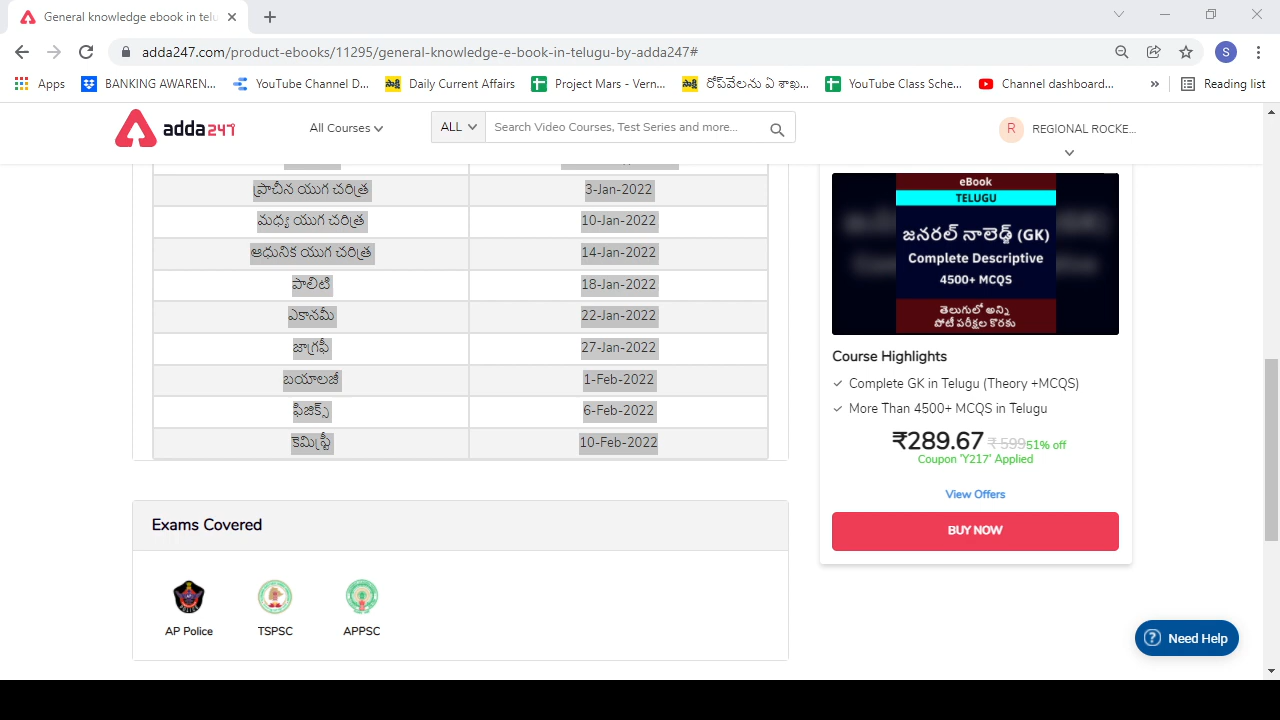 General knowledge ebook in telu
adda247.com/product-ebooks/11295/general-knowledge-e-book-in-telugu-by-adda247#
S
Apps
BANKING AWAREN...
YouTube Channel D...
సాక్షి Daily Current Affairs
Project Mars - Vern...
సాక్షి రోప్‌వేలను ఏ శాఖ...
YouTube Class Sche...
Channel dashboard...
»
Reading list
adda247
All Courses
ALL
Search Video Courses, Test Series and more...
R REGIONAL ROCKE...
ప్రాచీన యుగ చరిత్ర 3-Jan-2022
మధ్య యుగ చరిత్ర 10-Jan-2022
ఆధునిక యుగ చరిత్ర 14-Jan-2022
పాలిటి 18-Jan-2022
ఎకానమీ 22-Jan-2022
జాగ్రఫీ 27-Jan-2022
బయాలజీ 1-Feb-2022
ఫిజిక్స్ 6-Feb-2022
కెమిస్ట్రీ 10-Feb-2022
Exams Covered
AP Police
TSPSC
APPSC
eBook
TELUGU
జనరల్ నాలెడ్జ్ (GK)
Complete Descriptive
4500+ MCQS
తెలుగులో అన్ని
పోటీ పరీక్షల కొరకు
Course Highlights
Complete GK in Telugu (Theory +MCQS)
More Than 4500+ MCQS in Telugu
₹289.67 ₹ 599 51% off
Coupon 'Y217' Applied
View Offers
BUY NOW
? Need Help